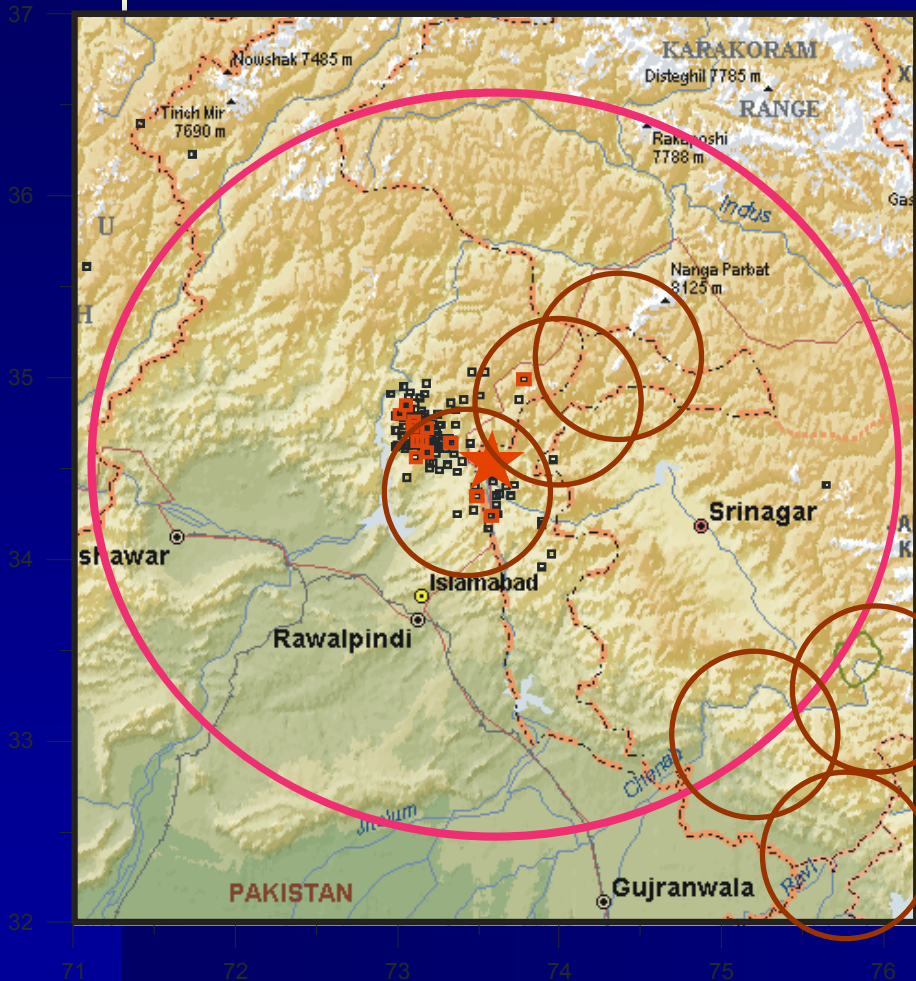 37
KARAKORAM
Nowshak 7485 m
Disteghil 7785 m
X
RANGE
Tirich Mir
7690 m
Rakaposhi
7788 m
36
Gas
Indus
U
Nanga Parbat
8125 m
H
35
Srinagar
A
K
34
shawar
Islamabad
Rawalpindi
33
Chenab
Jhelum
Ravi
PAKISTAN
Gujranwala
32
71
72
73
74
75
76